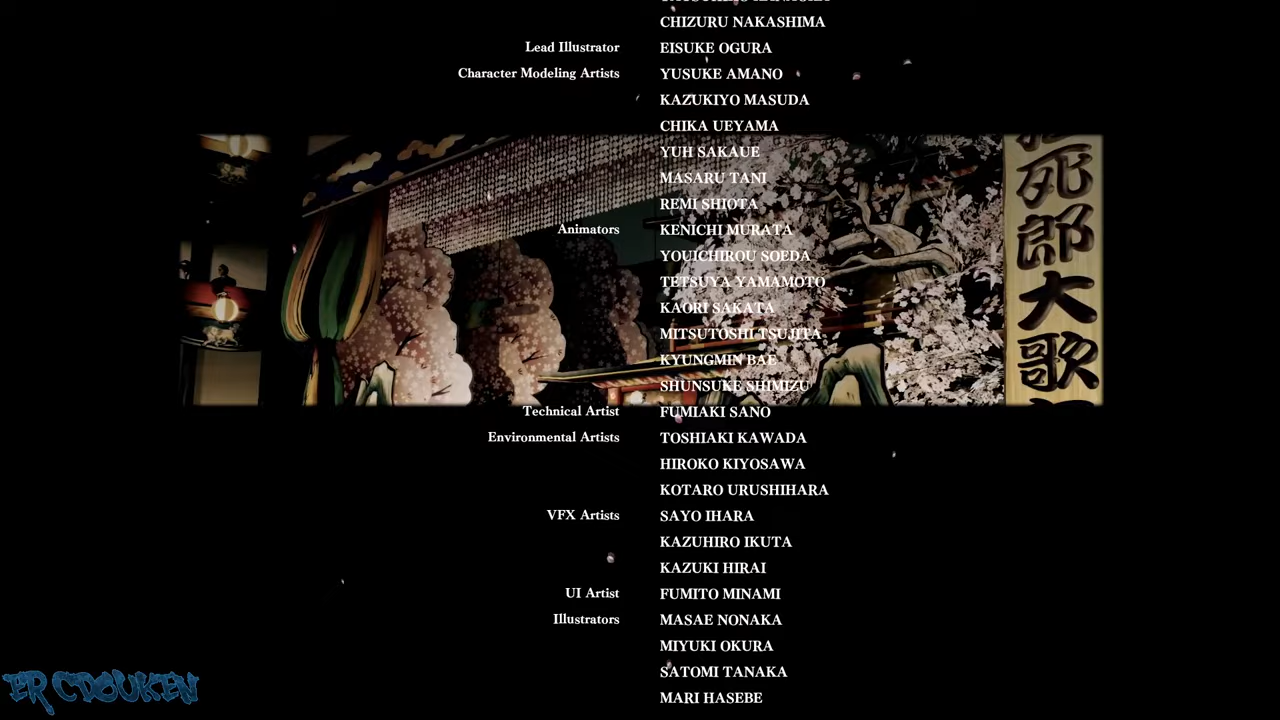 CHIZURU NAKASHIMA
Lead Illustrator EISUKE OGURA
Character Modeling Artists YUSUKE AMANO
KAZUKIYO MASUDA
CHIKA UEYAMA
YUH SAKAUE
MASARU TANI
REMI SHIOTA
Animators KENICHI MURATA
YOUICHIROU SOEDA
TETSUYA YAMAMOTO
KAORI SAKATA
MITSUTOSHI TSUJITA
KYUNGMIN BAE
SHUNSUKE SHIMIZU
Technical Artist FUMIAKI SANO
Environmental Artists TOSHIAKI KAWADA
HIROKO KIYOSAWA
KOTARO URUSHIHARA
VFX Artists SAYO IHARA
KAZUHIRO IKUTA
KAZUKI HIRAI
UI Artist FUMITO MINAMI
Illustrators MASAE NONAKA
MIYUKI OKURA
SATOMI TANAKA
MARI HASEBE
死郎大歌
ER CDOUKEN